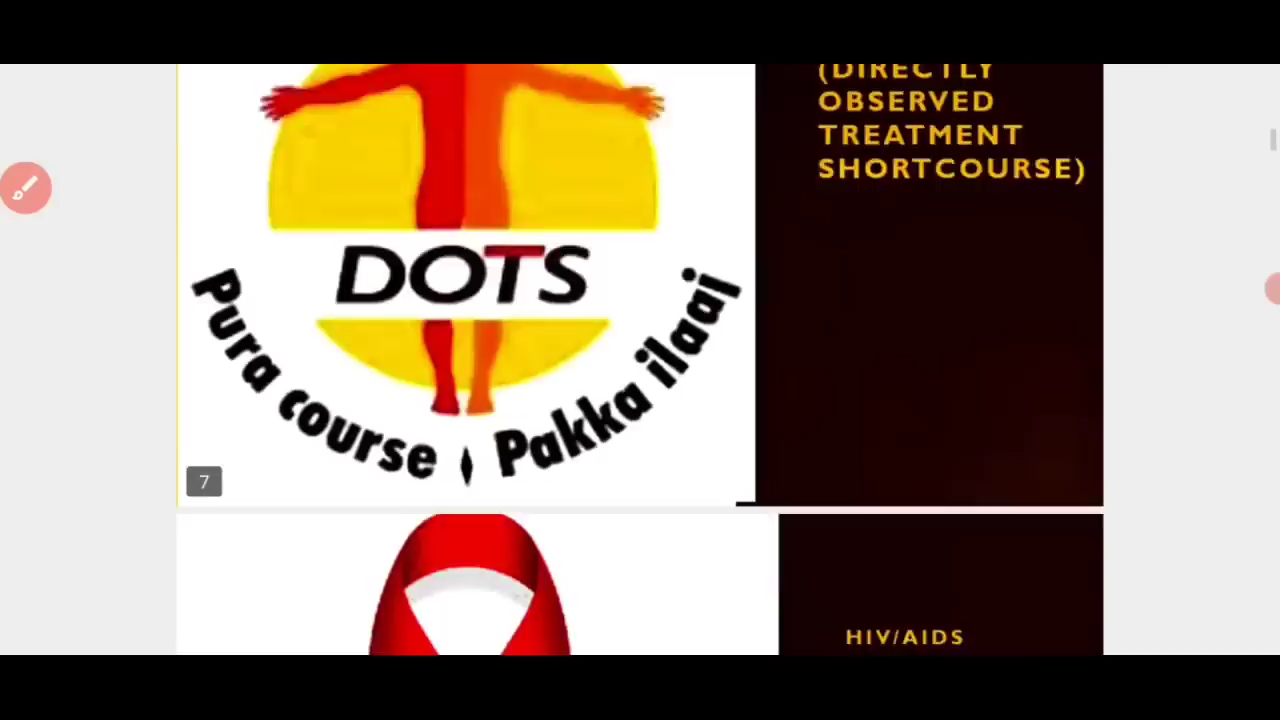 (DIRECTLY
OBSERVED
TREATMENT
SHORTCOURSE)
DOTS
Pura course ♦ Pakka ilaaj
7
HIV/AIDS